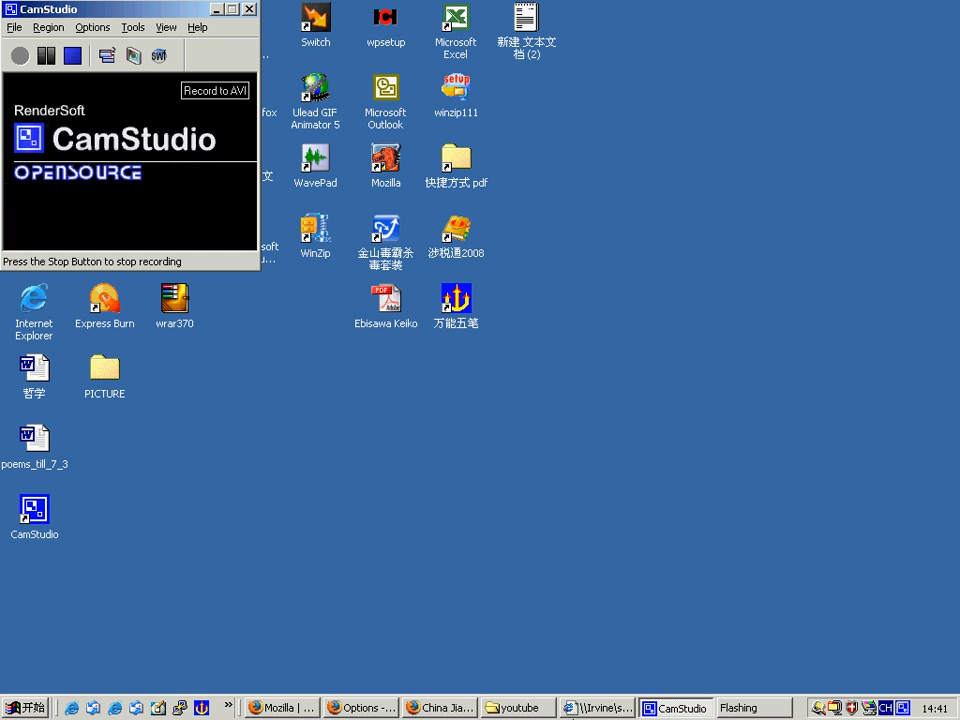 CamStudio
File Region Options Tools View Help
Record to AVI
RenderSoft
CamStudio
OPENSOURCE
Press the Stop Button to stop recording
Switch
wpsetup
Microsoft
Excel
新建 文本文
档 (2)
..
fox
Ulead GIF
Animator 5
Microsoft
Outlook
winzip111
文
WavePad
Mozilla
快捷方式 pdf
soft
u...
WinZip
金山毒霸杀
毒套装
涉税通2008
Internet
Explorer
Express Burn
wrar370
Ebisawa Keiko
万能五笔
哲学
PICTURE
poems_till_7_3
CamStudio
开始
»
Mozilla | ...
Options -...
China Jia...
youtube
\\Irvine\s...
CamStudio
Flashing
CH
14:41